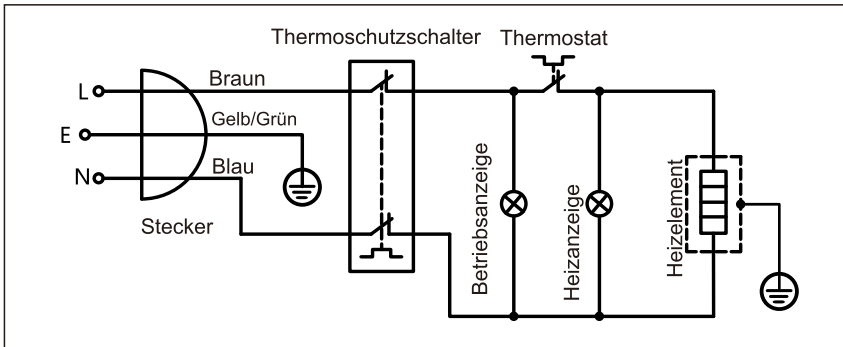 Thermoschutzschalter
Thermostat
L
Braun
E
Gelb/Grün
N
Blau
Stecker
Betriebsanzeige
Heizanzeige
Heizelement